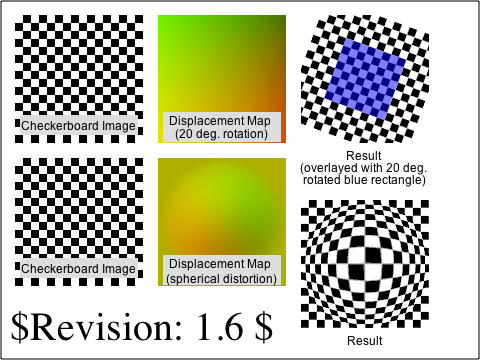 Checkerboard Image
Displacement Map
(20 deg. rotation)
Result
(overlayed with 20 deg.
rotated blue rectangle)
Checkerboard Image
Displacement Map
(spherical distortion)
Result
$Revision: 1.6 $